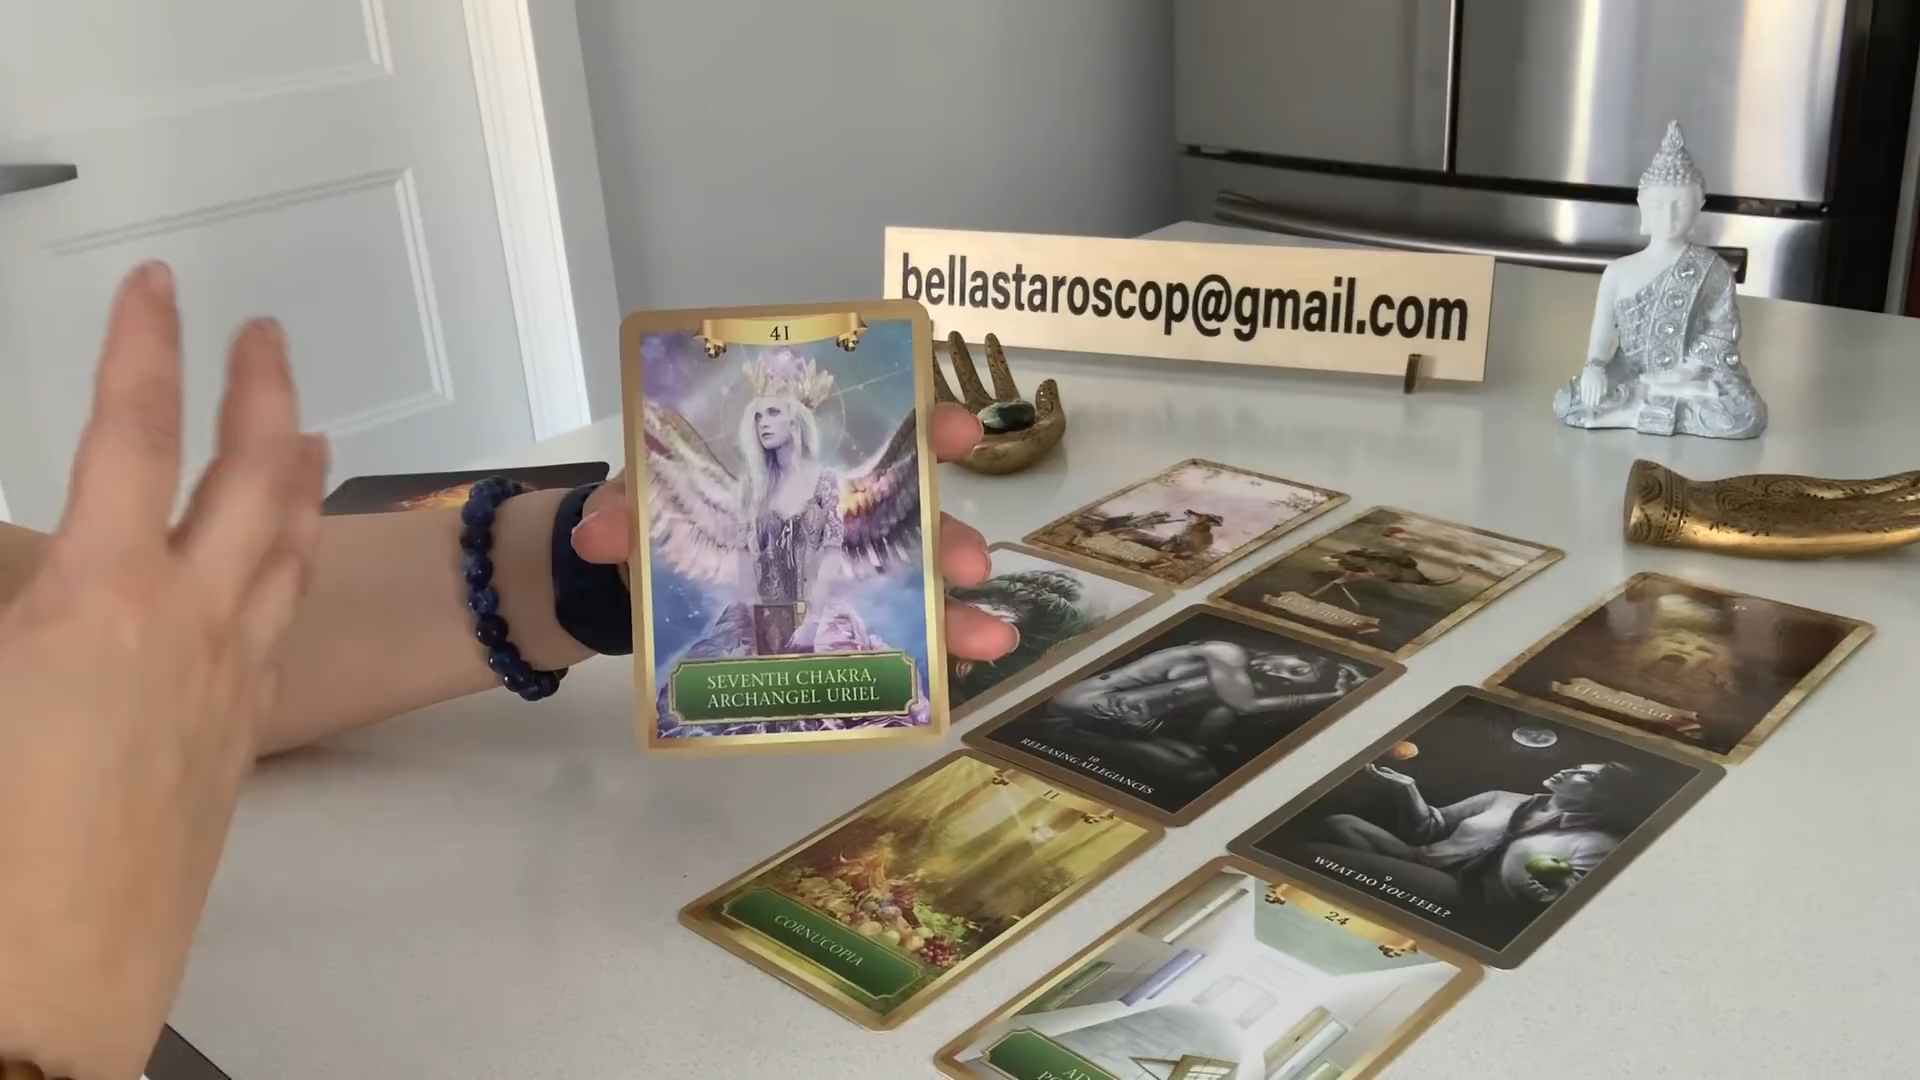 bellastaroscop@gmail.com
41
SEVENTH CHAKRA,
ARCHANGEL URIEL
10
RELEASING ALLEGIANCES
11
CORNUCOPIA
9
WHAT DO YOU FEEL?
24
Mountain